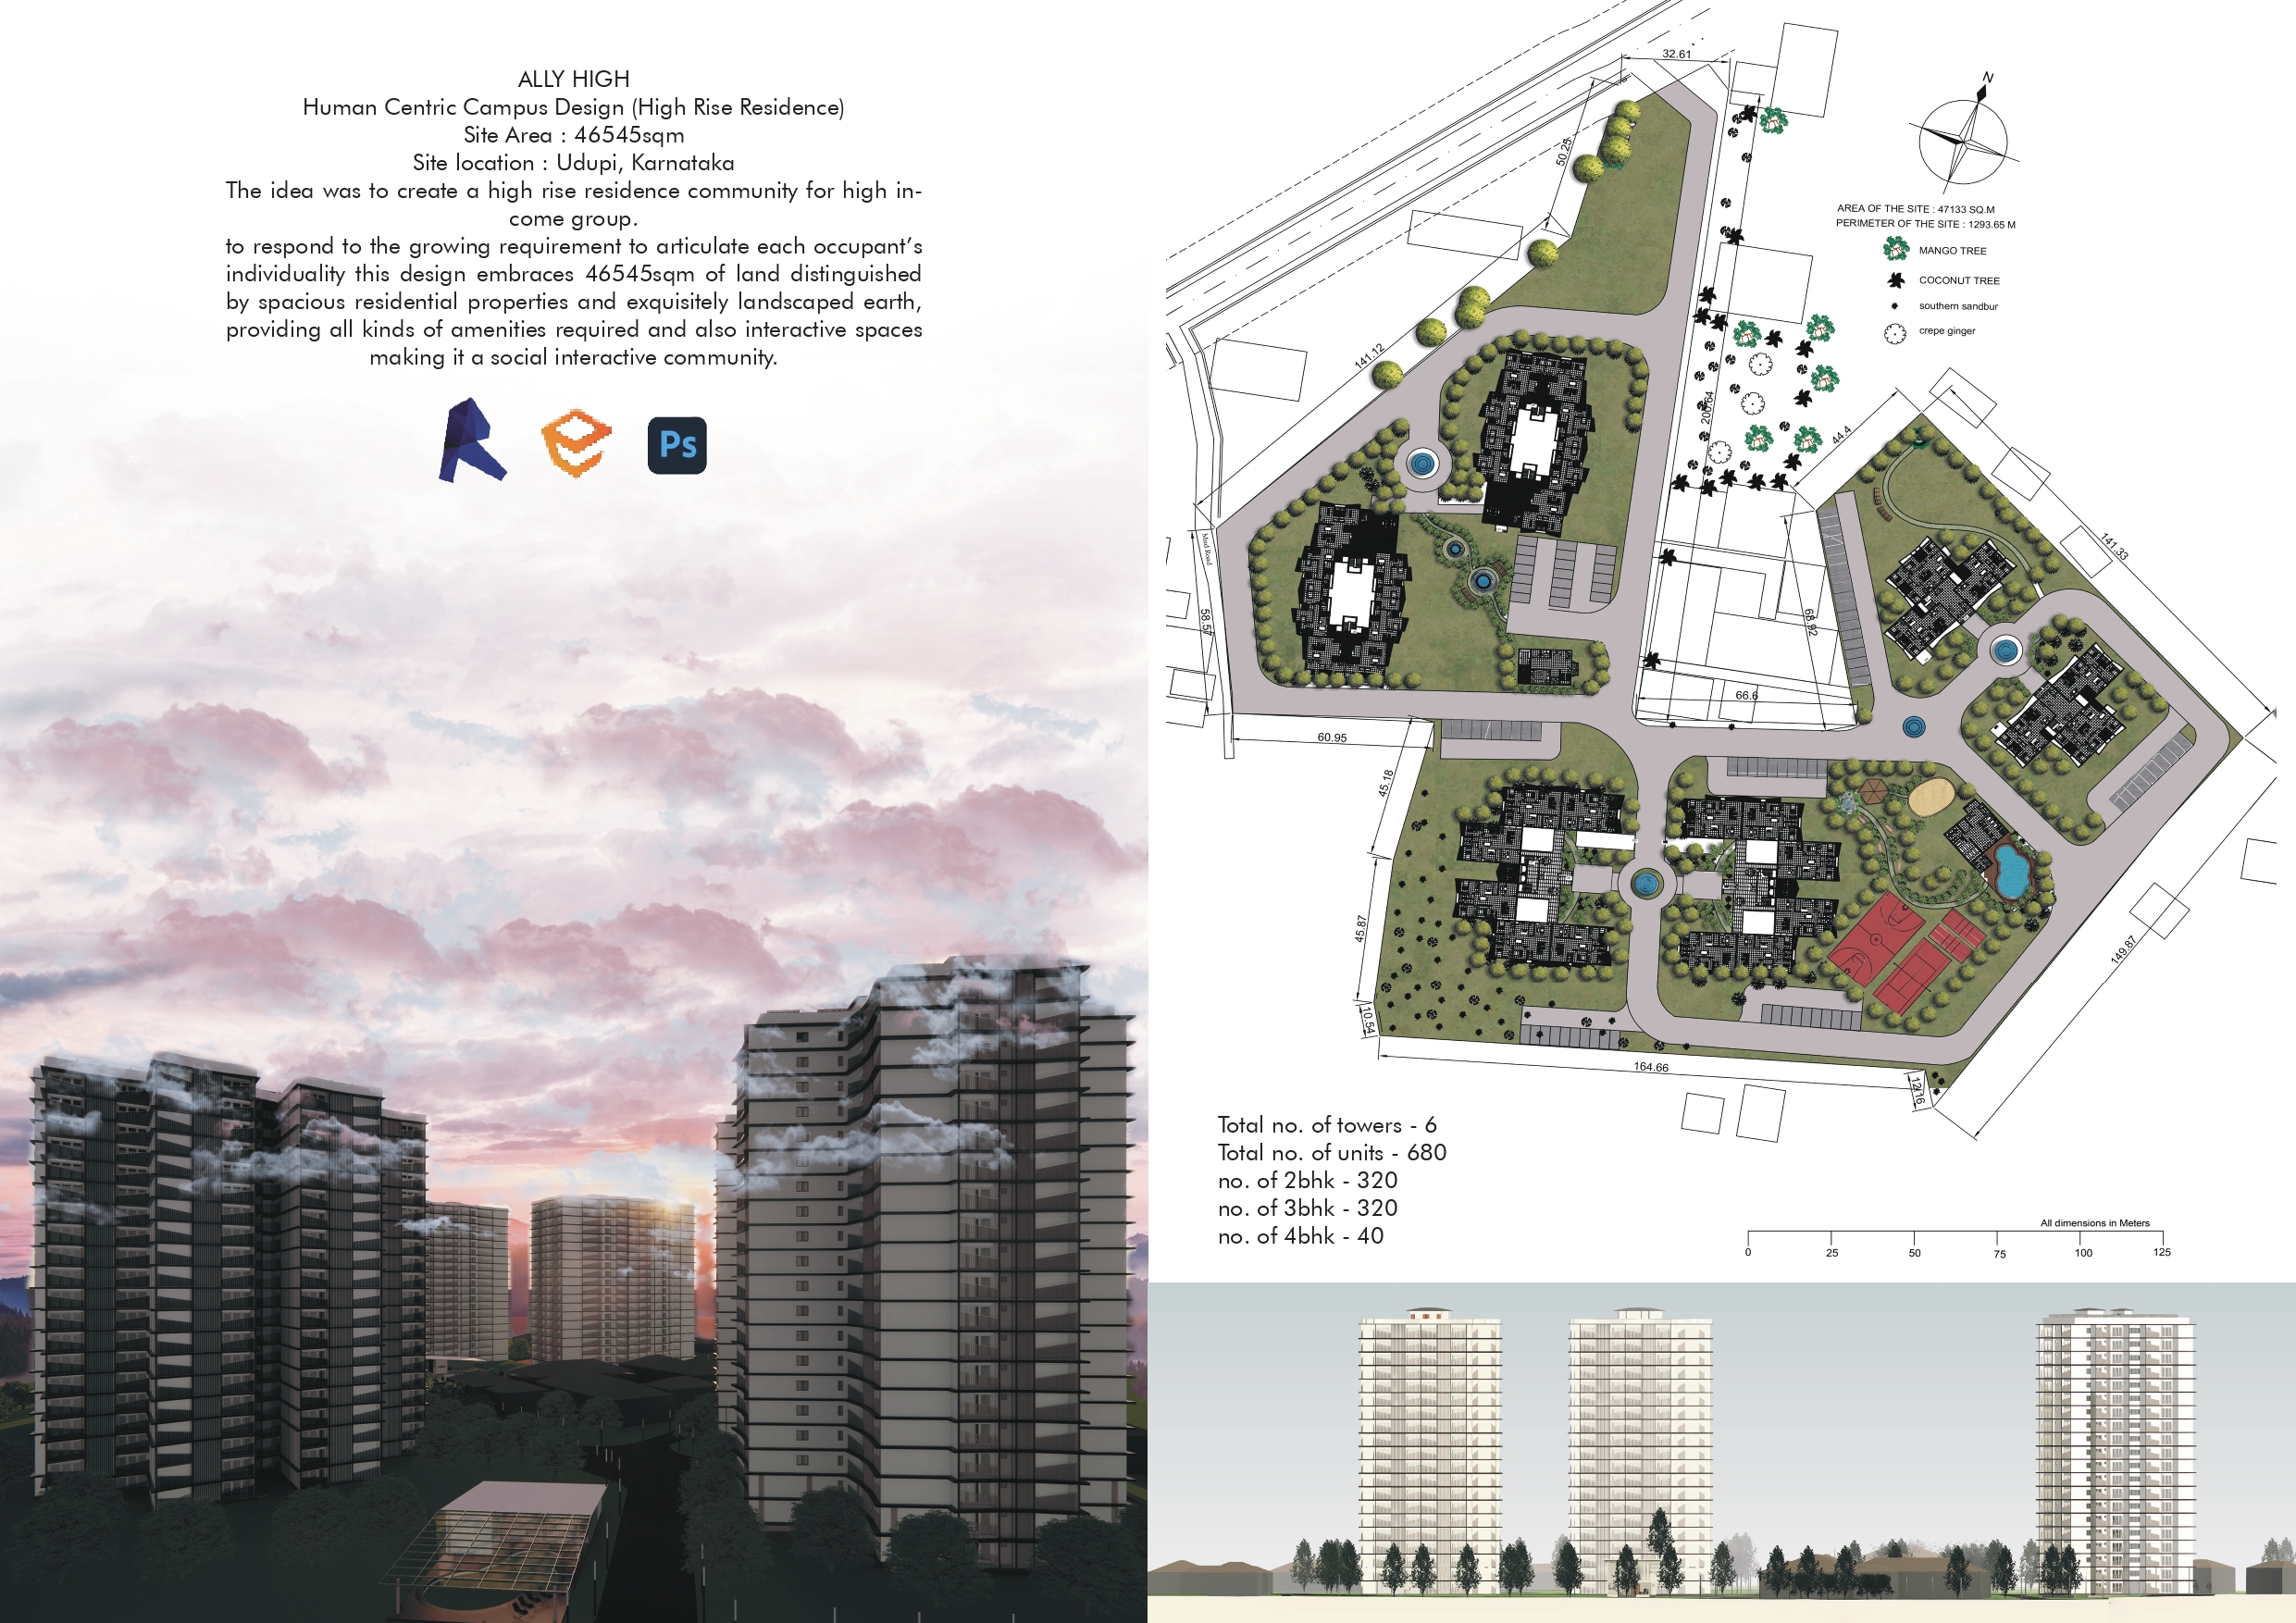 ALLY HIGH
Human Centric Campus Design (High Rise Residence)
Site Area : 46545sqm
Site location : Udupi, Karnataka
The idea was to create a high rise residence community for high in-
come group.
to respond to the growing requirement to articulate each occupant's
individuality this design embraces 46545sqm of land distinguished
by spacious residential properties and exquisitely landscaped earth,
providing all kinds of amenities required and also interactive spaces
making it a social interactive community.
Ps
32.61
50.25
N
AREA OF THE SITE : 47133 SQ.M
PERIMETER OF THE SITE : 1293.65 M
MANGO TREE
COCONUT TREE
southern sandbur
crepe ginger
141.12
200.64
44.4
141.33
Mud Road
58.57
68.92
66.6
60.95
45.18
45.87
10.54
149.87
164.66
12.16
Total no. of towers - 6
Total no. of units - 680
no. of 2bhk - 320
no. of 3bhk - 320
no. of 4bhk - 40
All dimensions in Meters
0 25 50 75 100 125